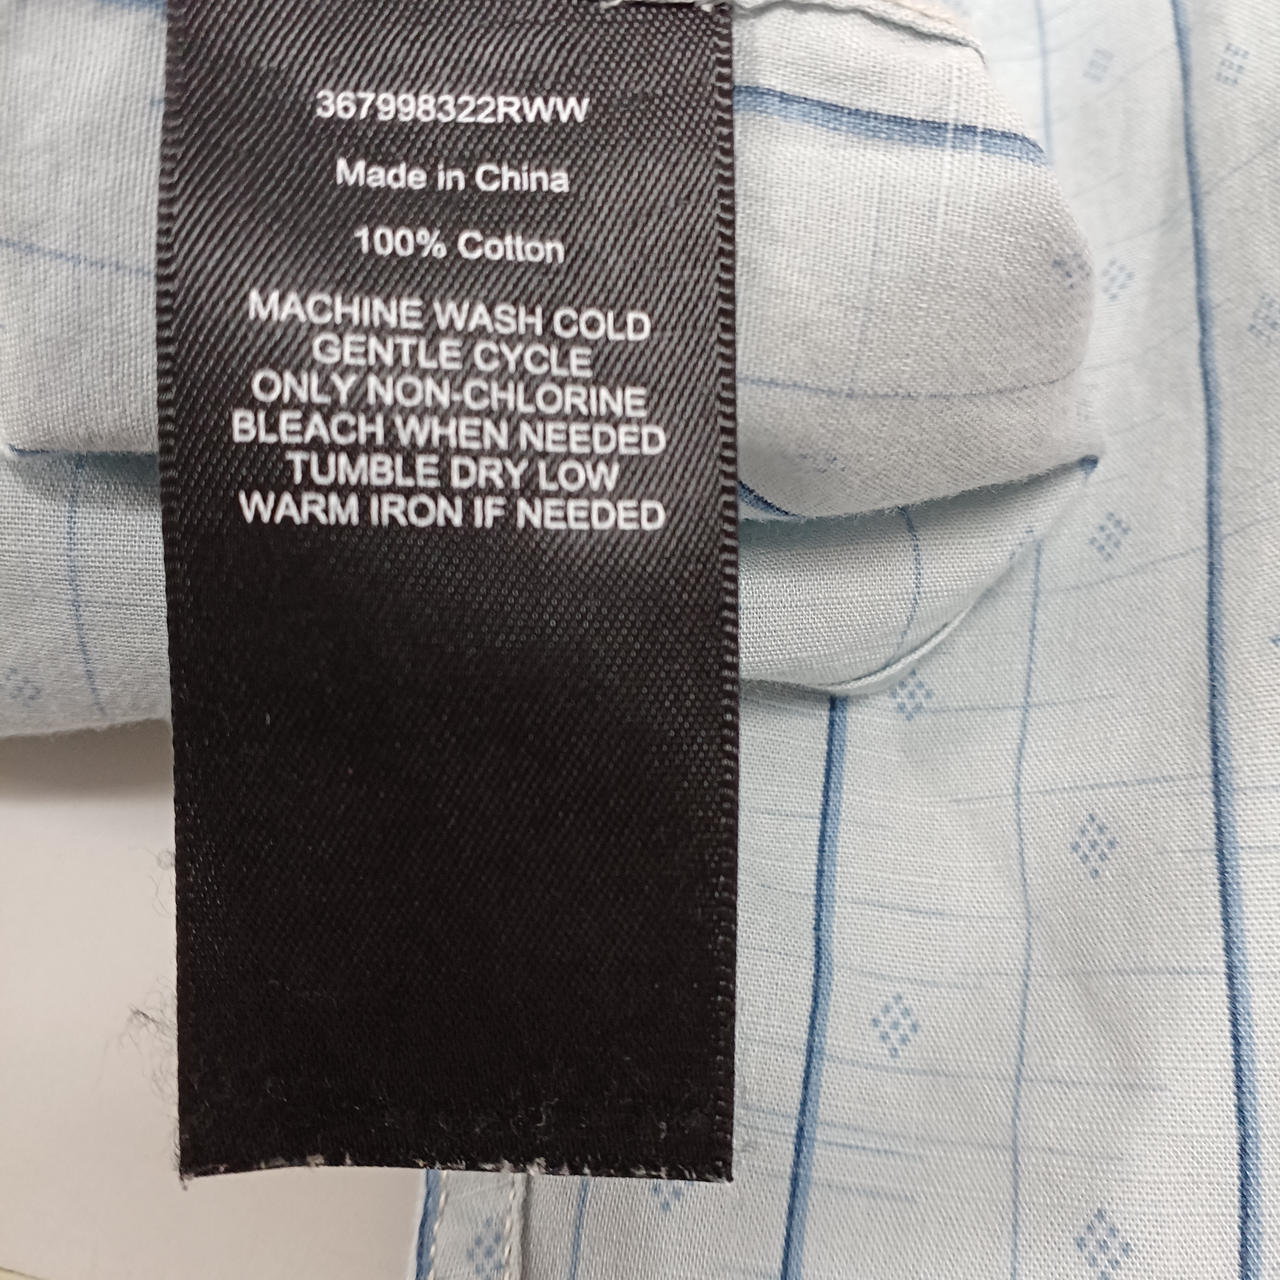 367998322RWW
Made in China
100% Cotton
MACHINE WASH COLD
GENTLE CYCLE
ONLY NON-CHLORINE
BLEACH WHEN NEEDED
TUMBLE DRY LOW
WARM IRON IF NEEDED